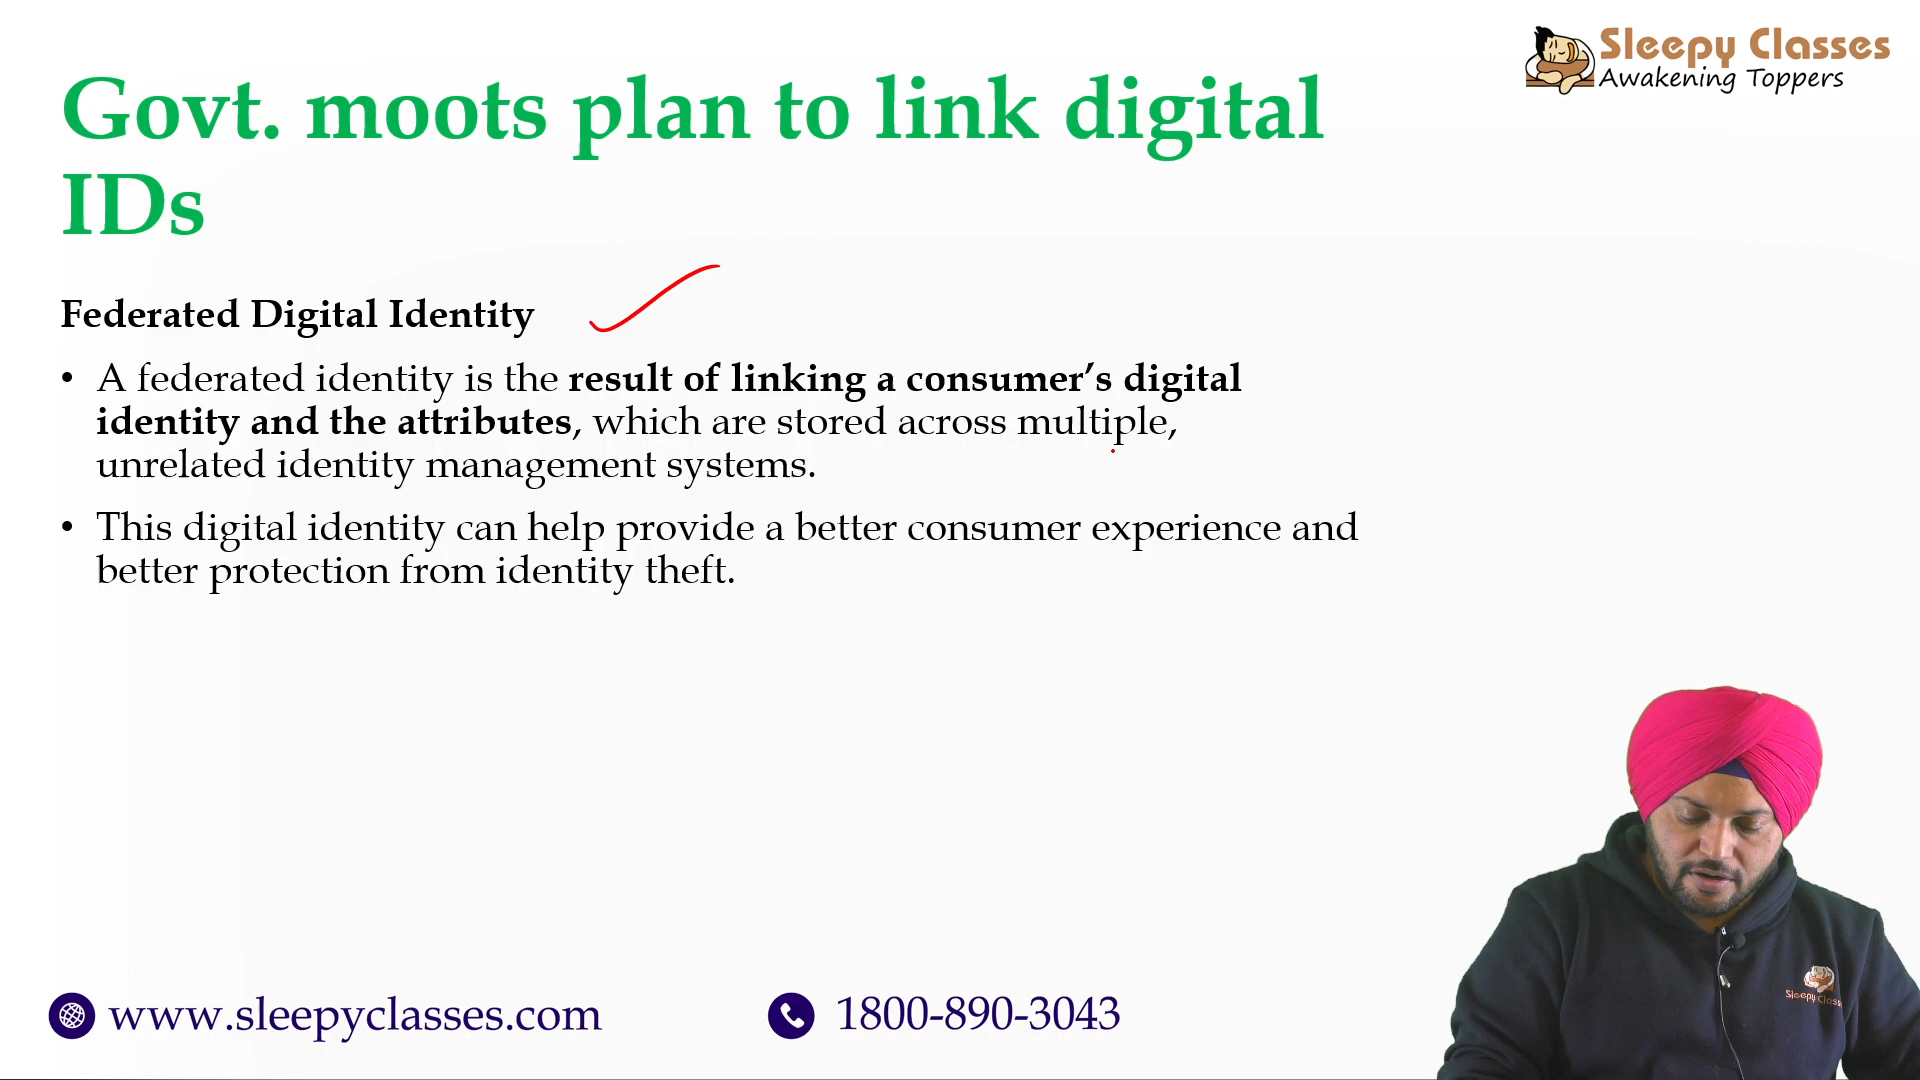 Sleepy Classes
Awakening Toppers
Govt. moots plan to link digital
IDs
Federated Digital Identity
• A federated identity is the result of linking a consumer’s digital
identity and the attributes, which are stored across multiple,
unrelated identity management systems.
• This digital identity can help provide a better consumer experience and
better protection from identity theft.
Sleepy Class
www.sleepyclasses.com
1800-890-3043